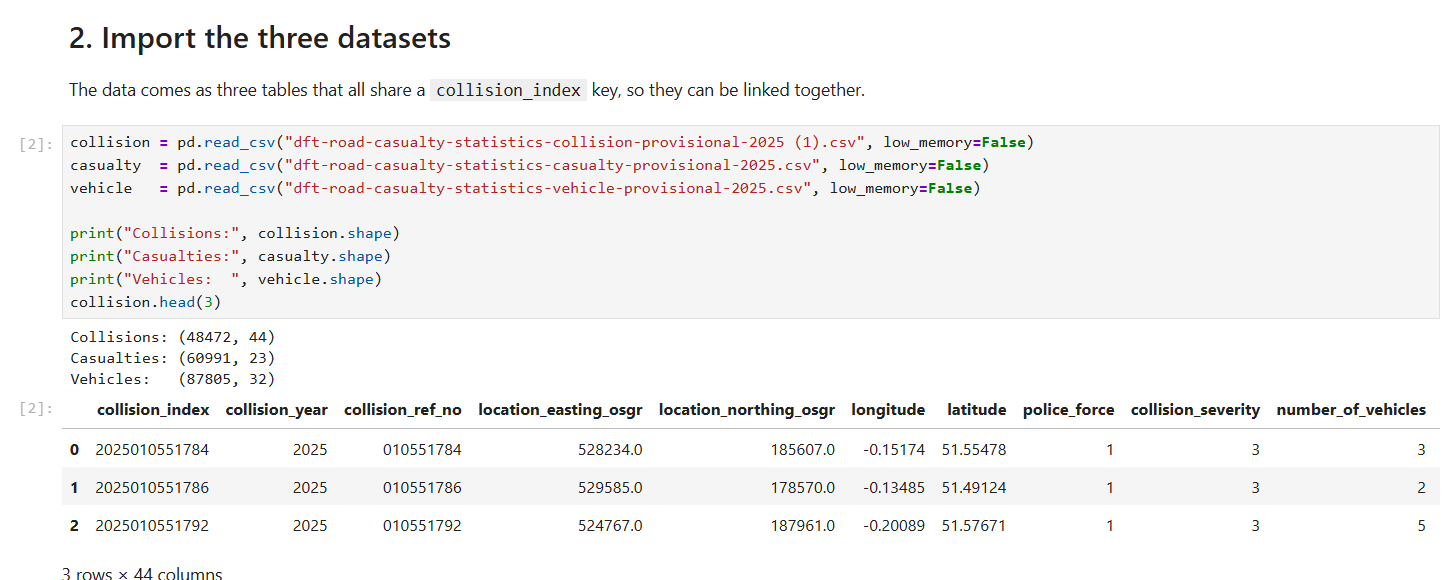 2. Import the three datasets
The data comes as three tables that all share a collision_index key, so they can be linked together.
[2]:
collision = pd.read_csv("dft-road-casualty-statistics-collision-provisional-2025 (1).csv", low_memory=False)
casualty  = pd.read_csv("dft-road-casualty-statistics-casualty-provisional-2025.csv", low_memory=False)
vehicle   = pd.read_csv("dft-road-casualty-statistics-vehicle-provisional-2025.csv", low_memory=False)
print("Collisions:", collision.shape)
print("Casualties:", casualty.shape)
print("Vehicles:  ", vehicle.shape)
collision.head(3)
Collisions: (48472, 44)
Casualties: (60991, 23)
Vehicles:   (87805, 32)
[2]:
collision_index collision_year collision_ref_no location_easting_osgr location_northing_osgr longitude latitude police_force collision_severity number_of_vehicles
0 2025010551784 2025 010551784 528234.0 185607.0 -0.15174 51.55478 1 3 3
1 2025010551786 2025 010551786 529585.0 178570.0 -0.13485 51.49124 1 3 2
2 2025010551792 2025 010551792 524767.0 187961.0 -0.20089 51.57671 1 3 5
3 rows × 44 columns